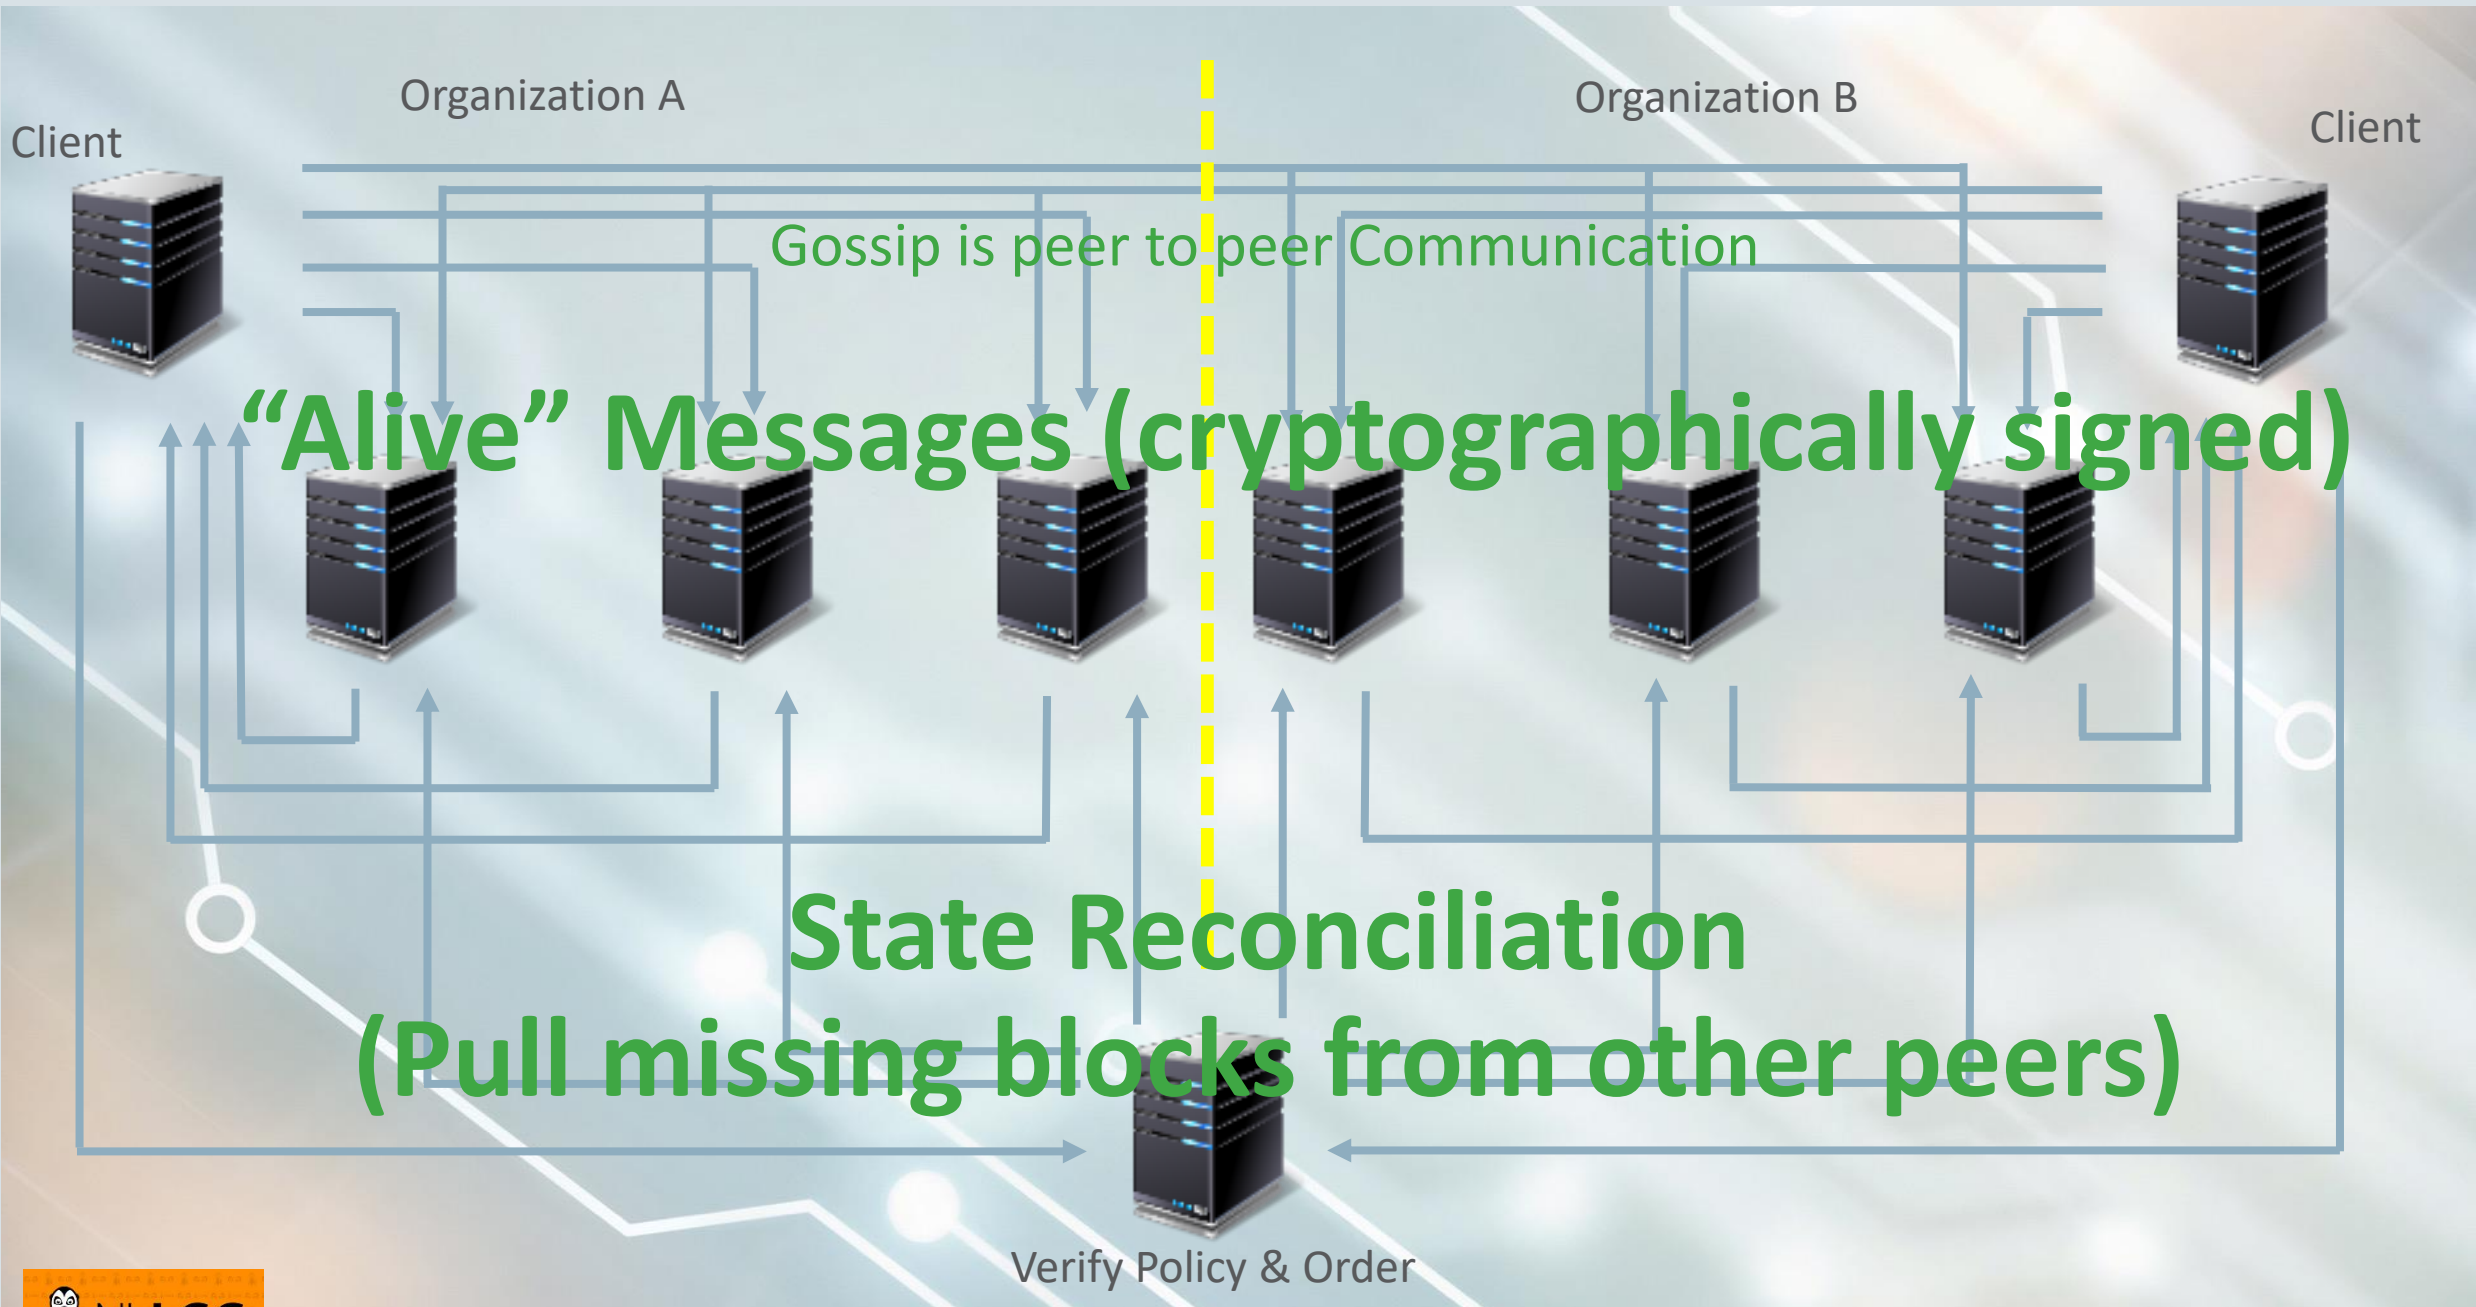 Organization A
Organization B
Client
Client
Gossip is peer to peer Communication
“Alive” Messages (cryptographically signed)
State Reconciliation
(Pull missing blocks from other peers)
Verify Policy & Order